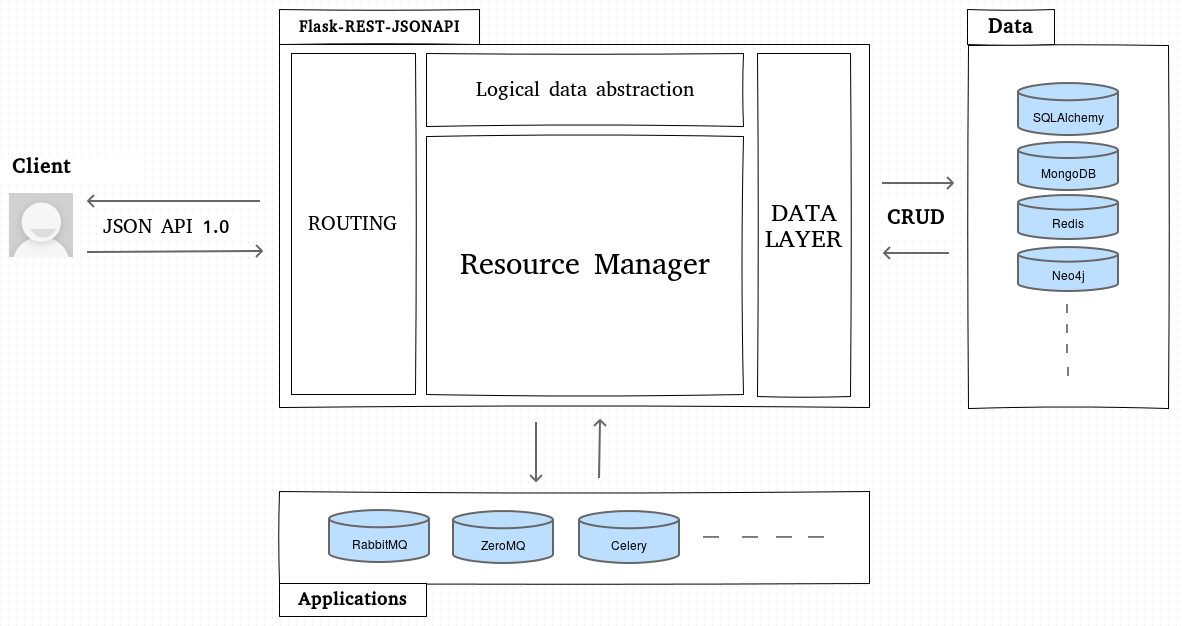 Flask-REST-JSONAPI
Data
Logical data abstraction
SQLAlchemy
Client
MongoDB
JSON API 1.0
ROUTING
DATA
LAYER
CRUD
Redis
Resource Manager
Neo4j
RabbitMQ
ZeroMQ
Celery
Applications